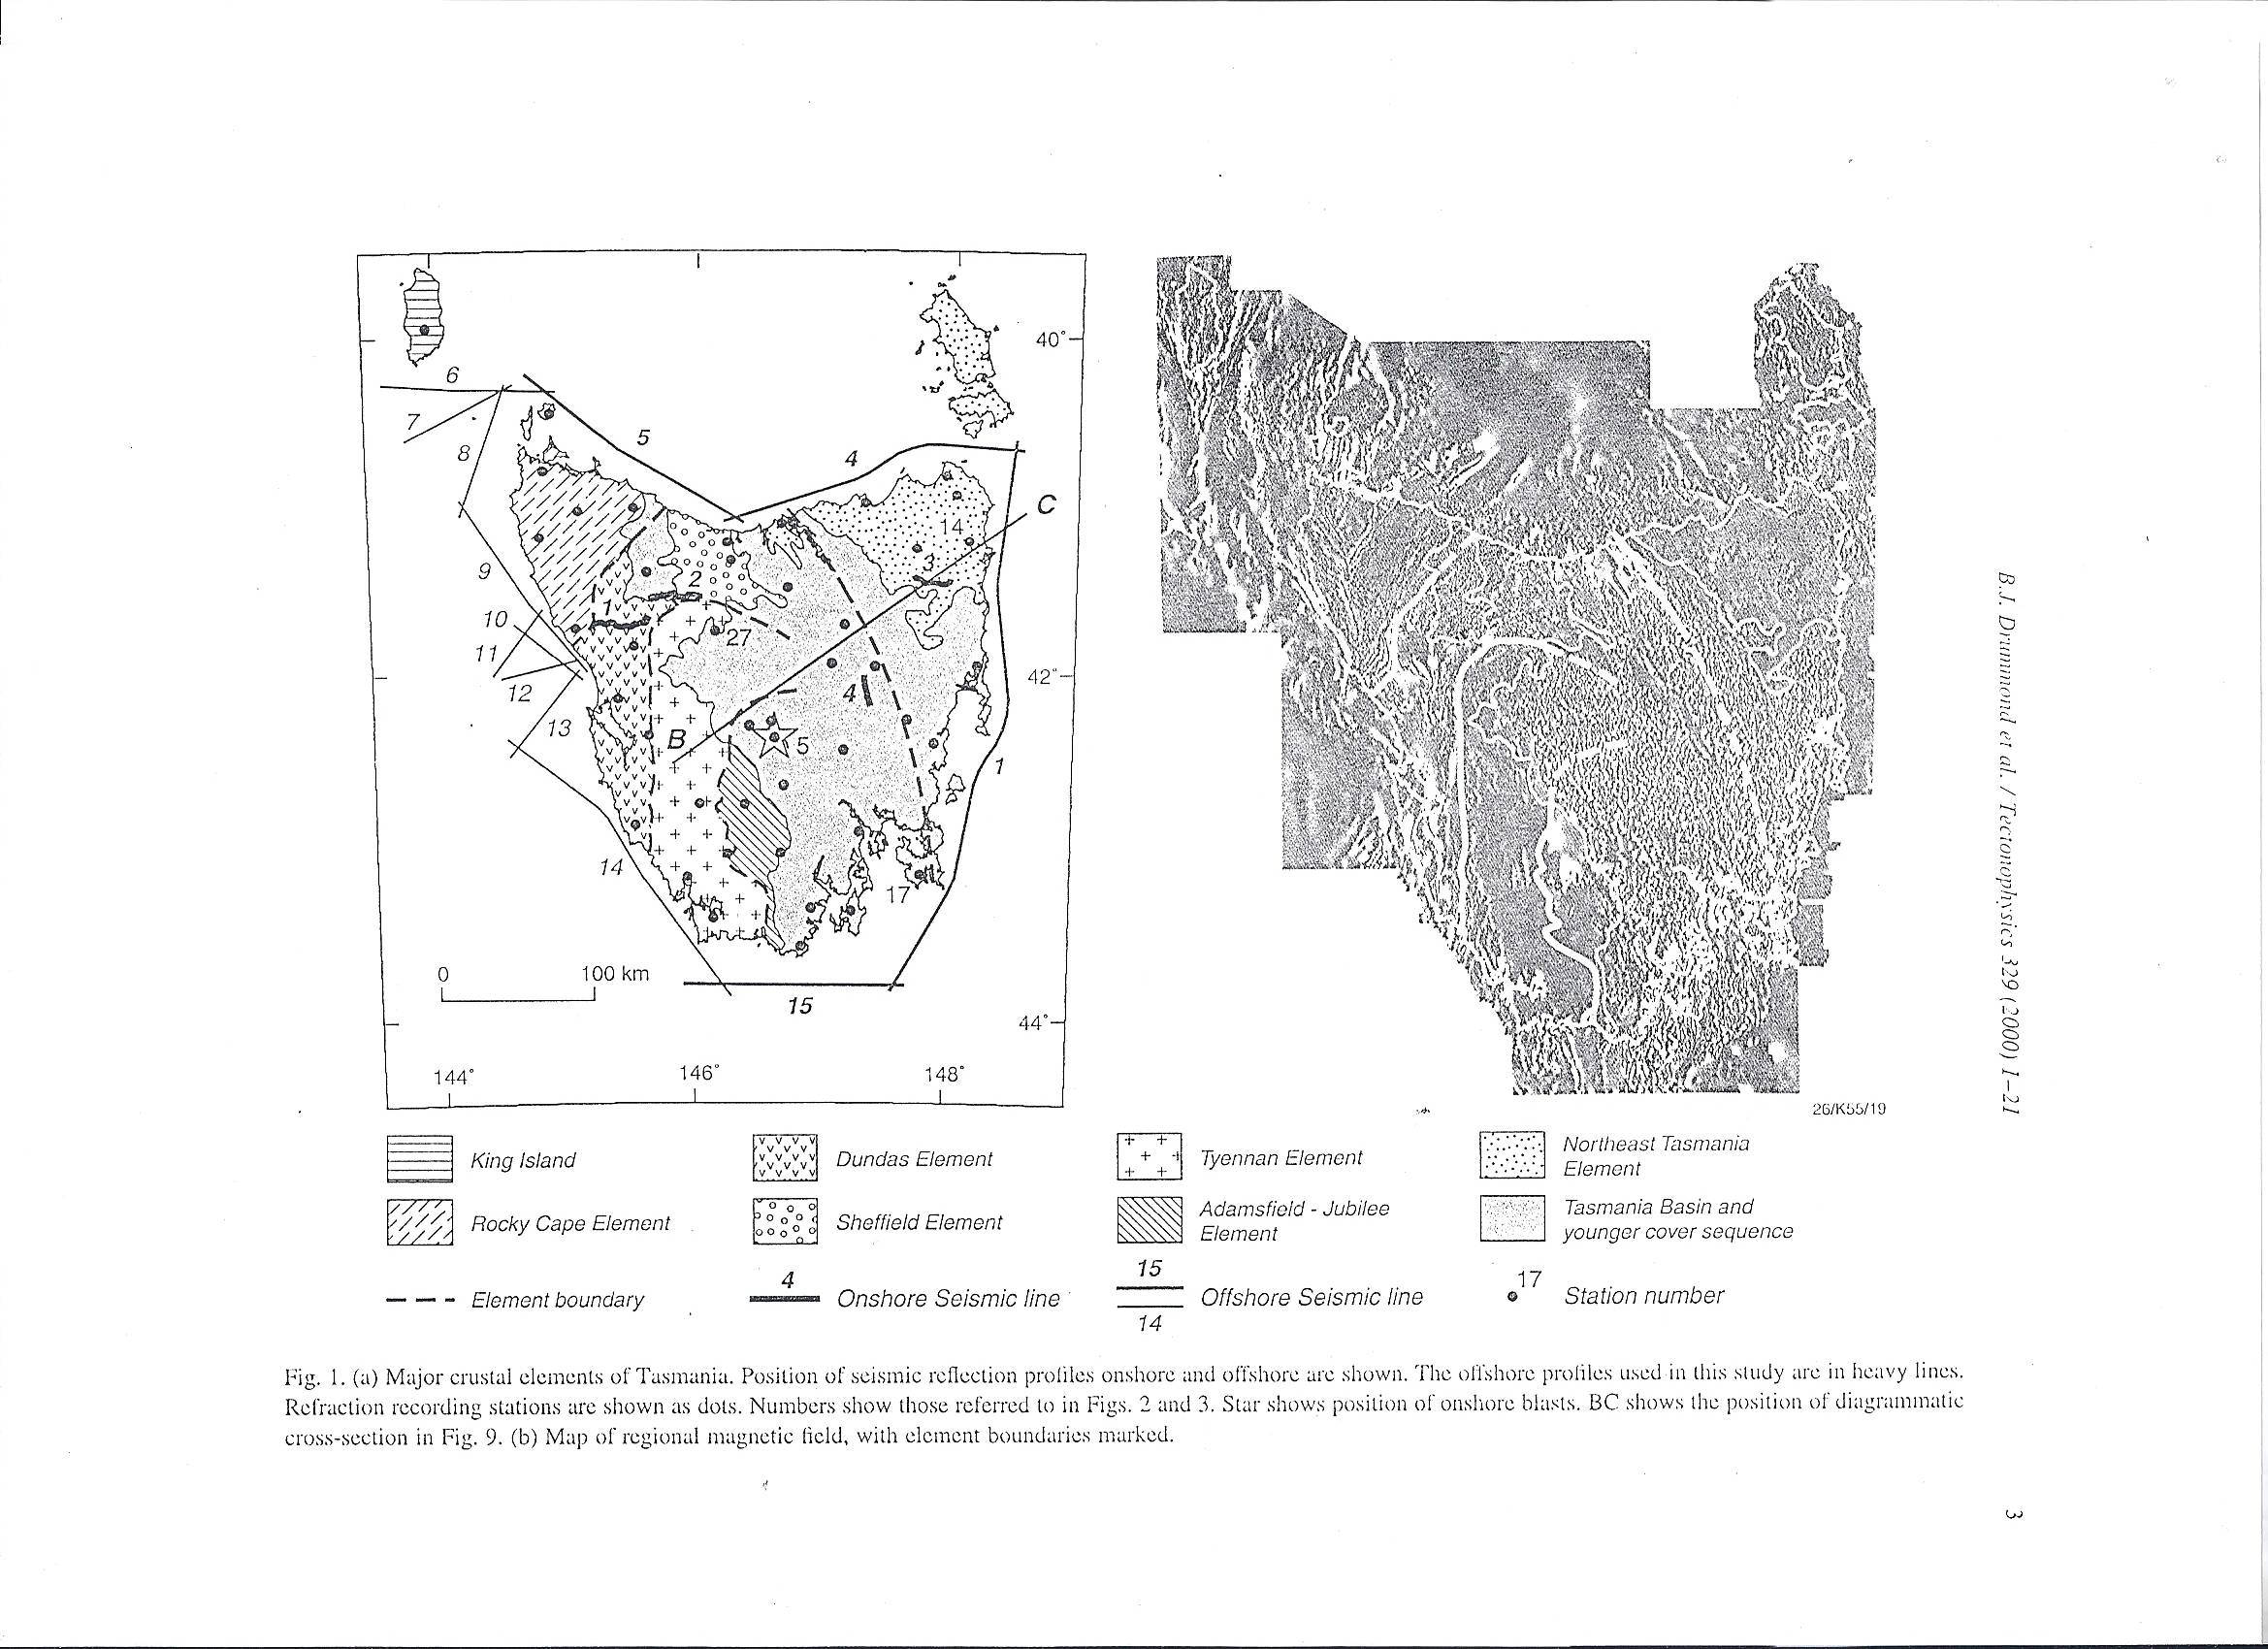 40°
6
7
5
8
4
C
14
3
9
2
1
10
27
11
42°
12
4
13
B
5
1
14
17
0 100 km
15
44°
144° 146° 148°
26/K55/19
King Island
Dundas Element
Tyennan Element
Northeast Tasmania
Element
Rocky Cape Element
Sheffield Element
Adamsfield - Jubilee
Element
Tasmania Basin and
younger cover sequence
Element boundary
4
Onshore Seismic line
15
Offshore Seismic line
14
17
Station number
Fig. 1. (a) Major crustal elements of Tasmania. Position of seismic reflection profiles onshore and offshore are shown. The offshore profiles used in this study are in heavy lines.
Refraction recording stations are shown as dots. Numbers show those referred to in Figs. 2 and 3. Star shows position of onshore blasts. BC shows the position of diagrammatic
cross-section in Fig. 9. (b) Map of regional magnetic field, with element boundaries marked.
B.J. Drummond et al. / Tectonophysics 329 (2000) 1–21
3